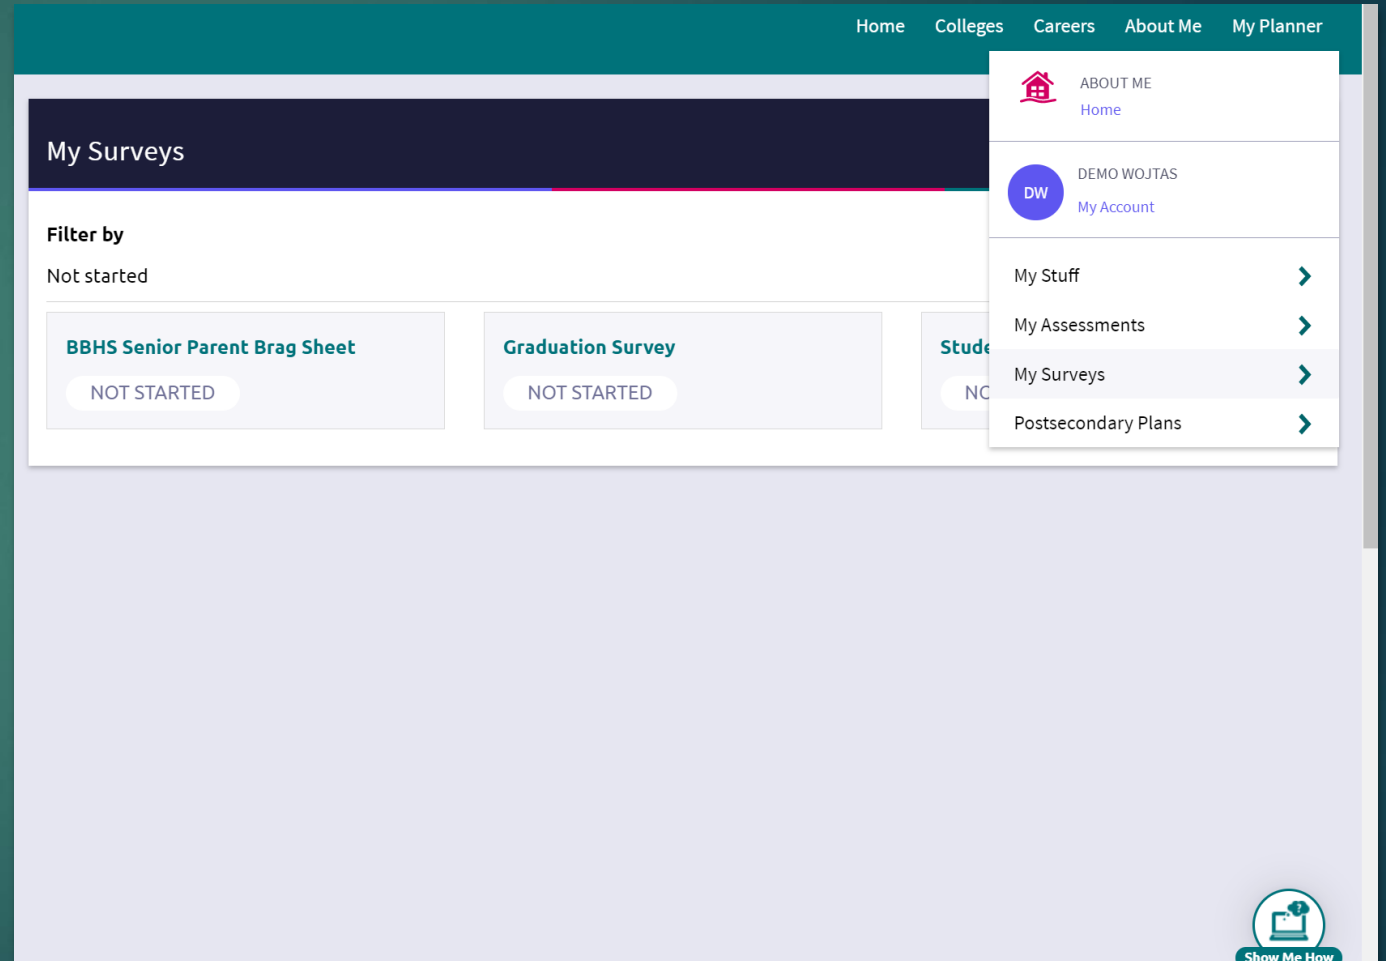 Home Colleges Careers About Me My Planner
ABOUT ME
Home
DEMO WOJTAS
DW
My Account
My Stuff
My Assessments
My Surveys
Postsecondary Plans
My Surveys
Filter by
Not started
BBHS Senior Parent Brag Sheet
NOT STARTED
Graduation Survey
NOT STARTED
Show Me How